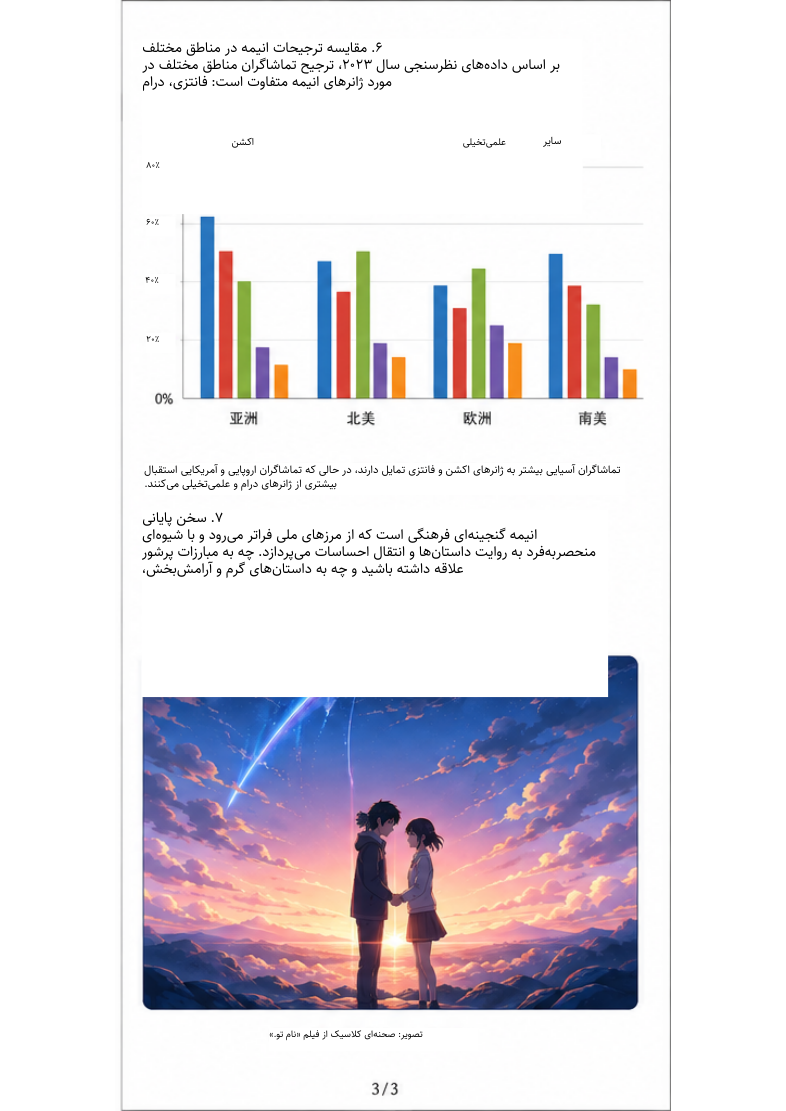 ۶. مقایسه ترجیحات انیمه در مناطق مختلف
بر اساس داده‌های نظرسنجی سال ۲۰۲۳، ترجیح تماشاگران مناطق مختلف در
مورد ژانرهای انیمه متفاوت است: فانتزی، درام
اکشن
علمی‌تخیلی
سایر
۸۰٪
۶۰٪
۴۰٪
۲۰٪
0%
亚洲
北美
欧洲
南美
تماشاگران آسیایی بیشتر به ژانرهای اکشن و فانتزی تمایل دارند، در حالی که تماشاگران اروپایی و آمریکایی استقبال
بیشتری از ژانرهای درام و علمی‌تخیلی می‌کنند.
۷. سخن پایانی
انیمه گنجینه‌ای فرهنگی است که از مرزهای ملی فراتر می‌رود و با شیوه‌ای
منحصربه‌فرد به روایت داستان‌ها و انتقال احساسات می‌پردازد. چه به مبارزات پرشور
علاقه داشته باشید و چه به داستان‌های گرم و آرامش‌بخش،
تصویر: صحنه‌ای کلاسیک از فیلم «نام تو.»
3/3